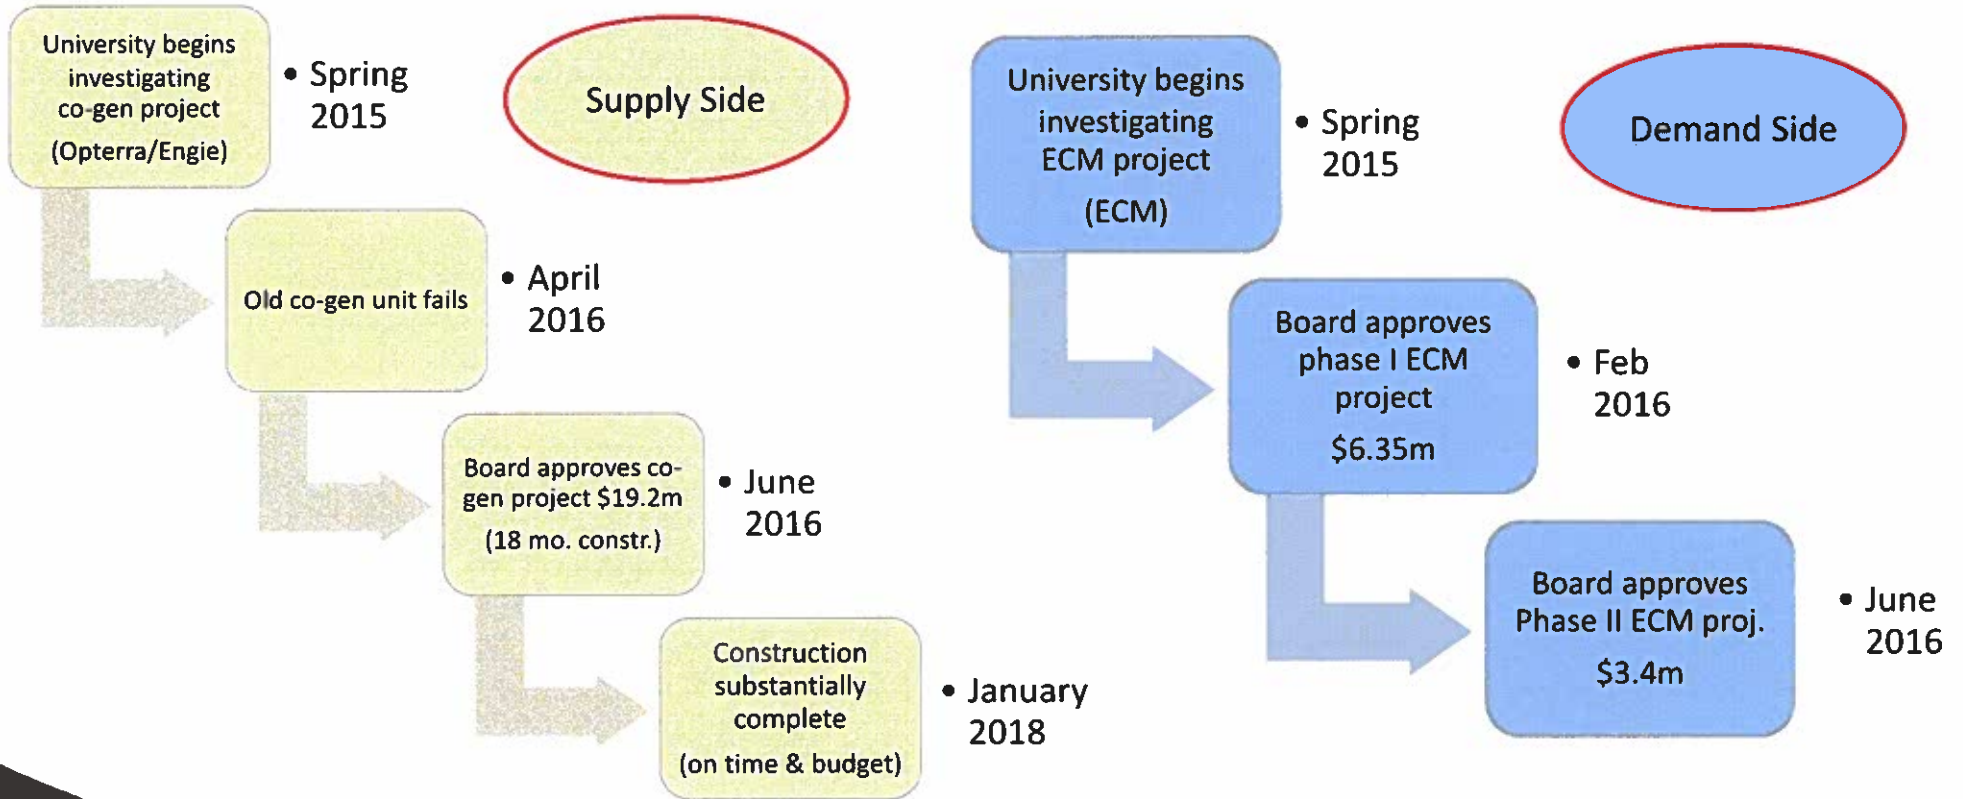 University begins
investigating
co-gen project
(Opterra/Engie)
• Spring
2015
Supply Side
Old co-gen unit fails
• April
2016
Board approves co-
gen project $19.2m
(18 mo. constr.)
• June
2016
Construction
substantially
complete
(on time & budget)
• January
2018
University begins
investigating
ECM project
(ECM)
• Spring
2015
Demand Side
Board approves
phase I ECM
project
$6.35m
• Feb
2016
Board approves
Phase II ECM proj.
$3.4m
• June
2016